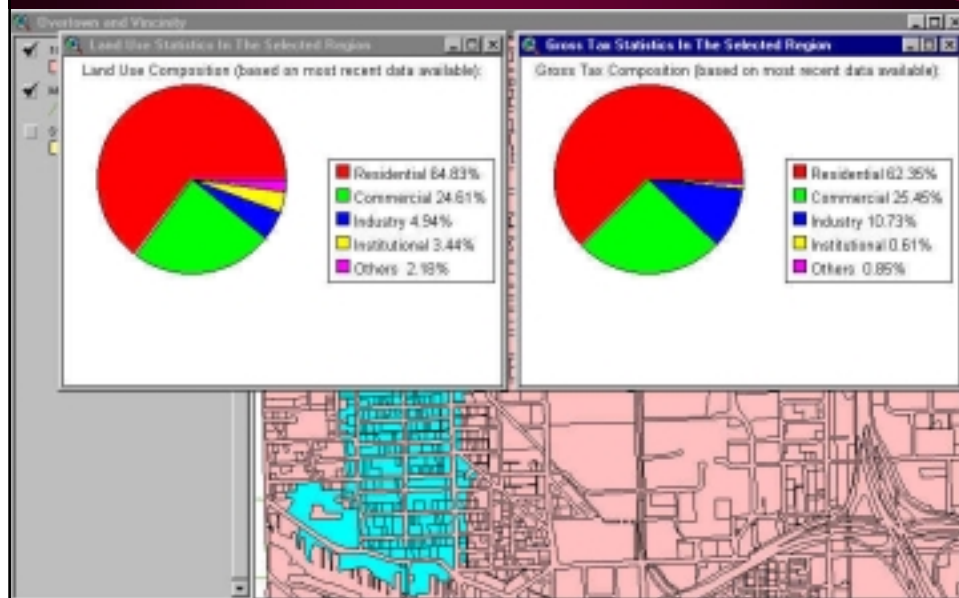 Overtown and Vincinity
Land Use Statistics In The Selected Region
Land Use Composition (based on most recent data available):
Residential 64.83%
Commercial 24.61%
Industry 4.94%
Institutional 3.44%
Others 2.18%
Gross Tax Statistics In The Selected Region
Gross Tax Composition (based on most recent data available):
Residential 62.35%
Commercial 25.45%
Industry 10.73%
Institutional 0.61%
Others 0.85%